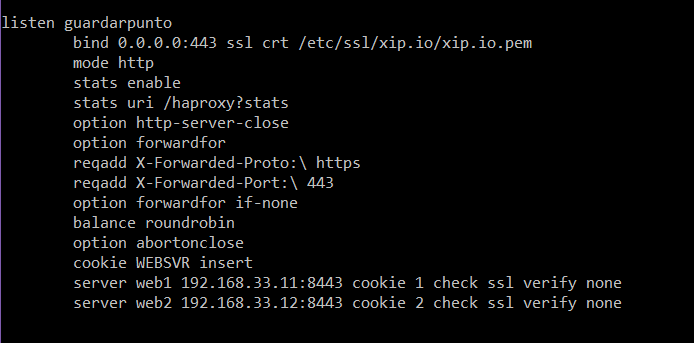 listen guardarpunto
bind 0.0.0.0:443 ssl crt /etc/ssl/xip.io/xip.io.pem
mode http
stats enable
stats uri /haproxy?stats
option http-server-close
option forwardfor
reqadd X-Forwarded-Proto:\ https
reqadd X-Forwarded-Port:\ 443
option forwardfor if-none
balance roundrobin
option abortonclose
cookie WEBSVR insert
server web1 192.168.33.11:8443 cookie 1 check ssl verify none
server web2 192.168.33.12:8443 cookie 2 check ssl verify none